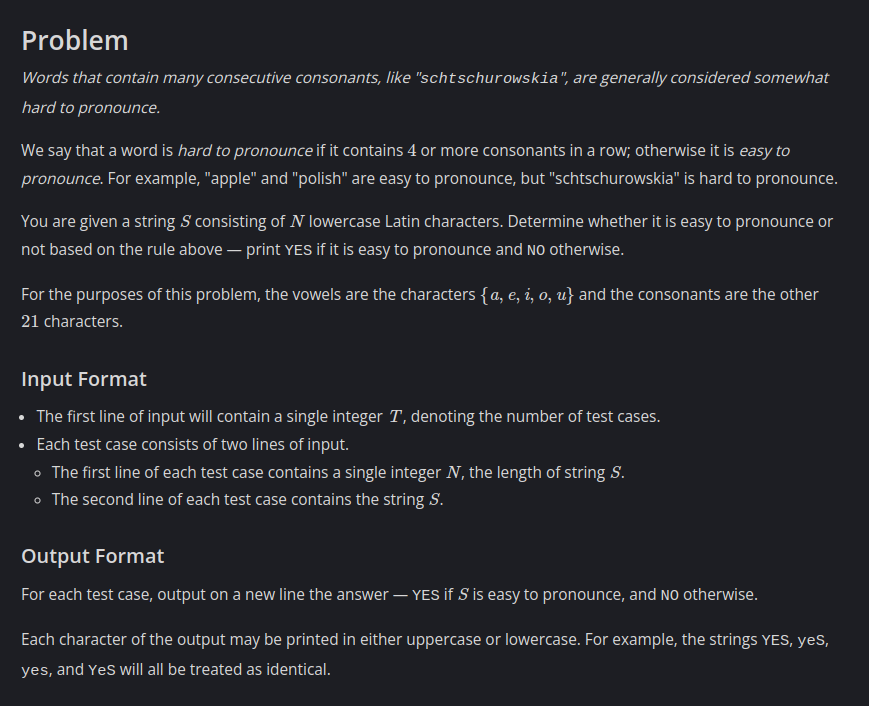 Problem
Words that contain many consecutive consonants, like "schtschurowskia", are generally considered somewhat
hard to pronounce.
We say that a word is hard to pronounce if it contains 4 or more consonants in a row; otherwise it is easy to
pronounce. For example, "apple" and "polish" are easy to pronounce, but "schtschurowskia" is hard to pronounce.
You are given a string S consisting of N lowercase Latin characters. Determine whether it is easy to pronounce or
not based on the rule above — print YES if it is easy to pronounce and NO otherwise.
For the purposes of this problem, the vowels are the characters {a, e, i, o, u} and the consonants are the other
21 characters.
Input Format
• The first line of input will contain a single integer T, denoting the number of test cases.
• Each test case consists of two lines of input.
◦ The first line of each test case contains a single integer N, the length of string S.
◦ The second line of each test case contains the string S.
Output Format
For each test case, output on a new line the answer — YES if S is easy to pronounce, and NO otherwise.
Each character of the output may be printed in either uppercase or lowercase. For example, the strings YES, yeS,
yes, and YeS will all be treated as identical.